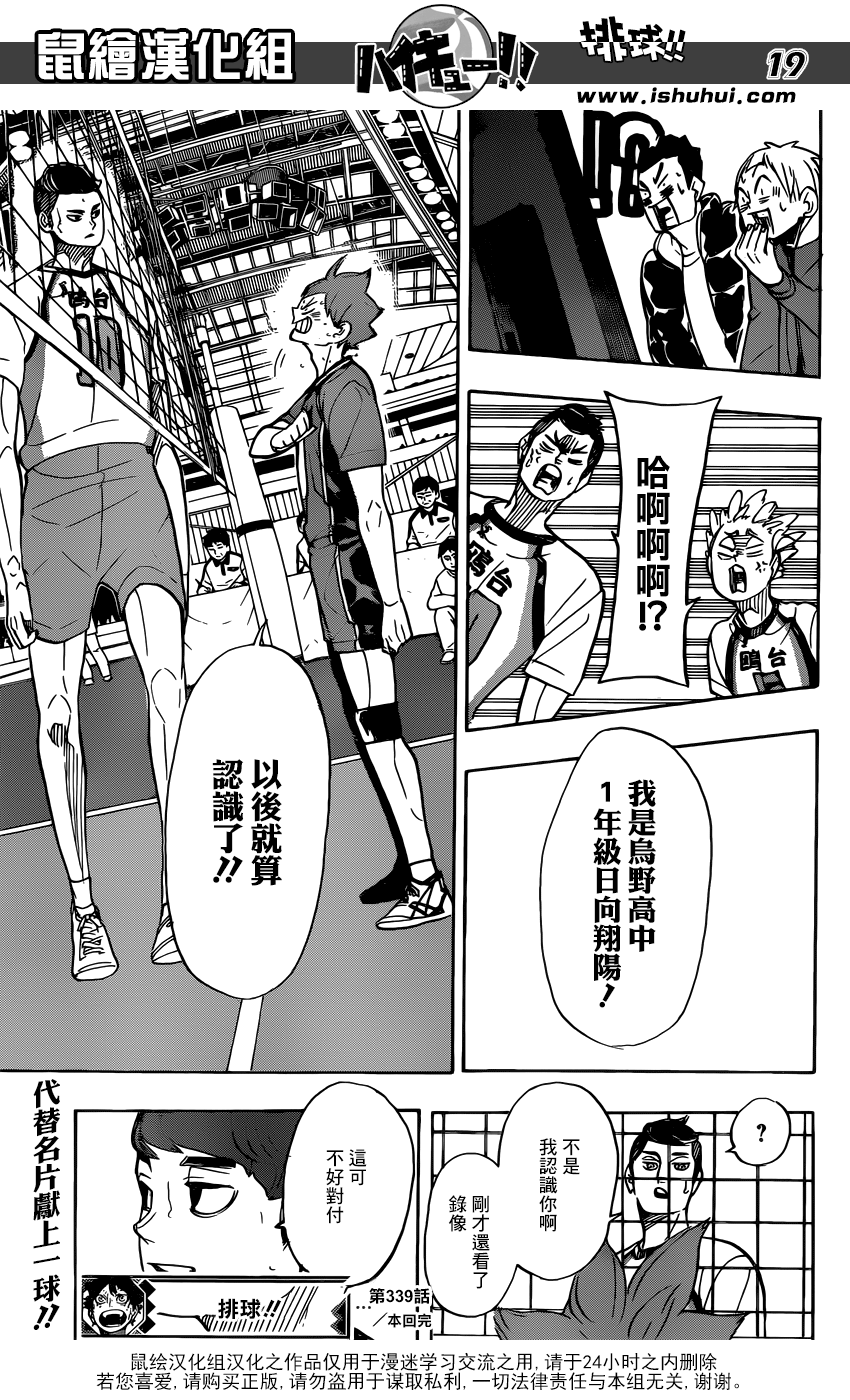 鼠繪漢化組
ハイキュー!!
排球!!
19
www.ishuhui.com
哈啊啊啊!?
鴎台
鴎台
我是烏野高中
1年級日向翔陽!
鴎台
10
以後就算
認識了!!
?
不是
我認識你啊
剛才還看了
錄像
這可
不好對付
代替名片獻上一球!!
排球!!
…第339話
／本回完
鼠绘汉化组汉化之作品仅用于漫迷学习交流之用, 请于24小时之内删除
若您喜爱, 请购买正版, 请勿盗用于谋取私利, 一切法律责任与本组无关, 谢谢.